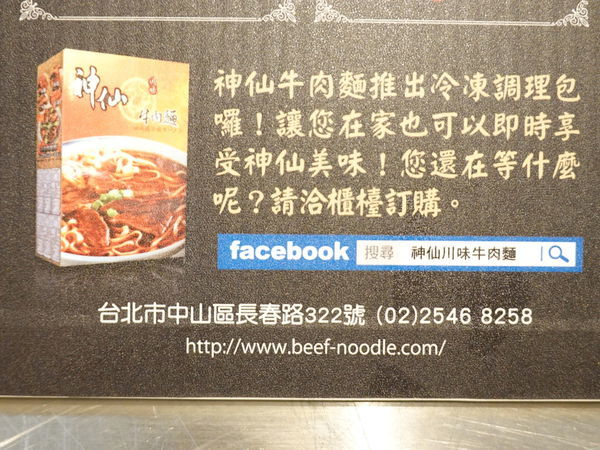 神仙
牛肉麵
神仙牛肉麵推出冷凍調理包
囉！讓您在家也可以即時享
受神仙美味！您還在等什麼
呢？請洽櫃檯訂購。
facebook 搜尋 神仙川味牛肉麵
台北市中山區長春路322號 (02)2546 8258
http://www.beef-noodle.com/